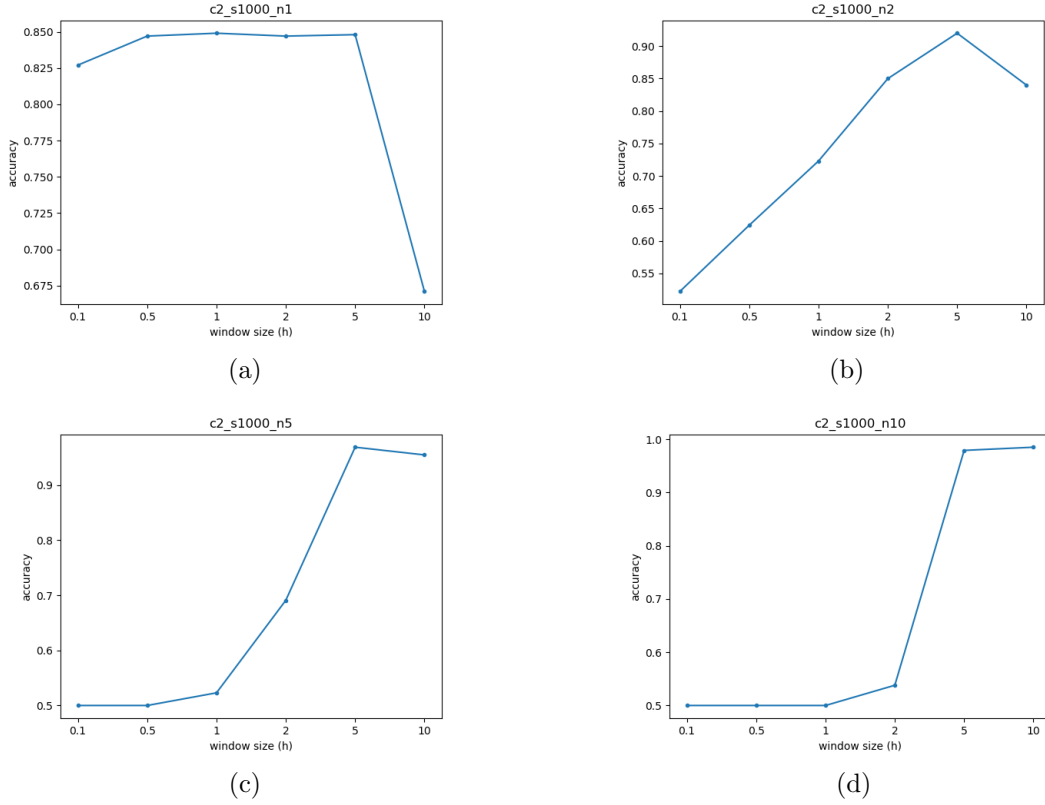 c2_s1000_n1
0.850
0.825
0.800
0.775
0.750
0.725
0.700
0.675
accuracy
0.1 0.5 1 2 5 10
window size (h)
(a)
c2_s1000_n2
0.90
0.85
0.80
0.75
0.70
0.65
0.60
0.55
accuracy
0.1 0.5 1 2 5 10
window size (h)
(b)
c2_s1000_n5
0.9
0.8
0.7
0.6
0.5
accuracy
0.1 0.5 1 2 5 10
window size (h)
(c)
c2_s1000_n10
1.0
0.9
0.8
0.7
0.6
0.5
accuracy
0.1 0.5 1 2 5 10
window size (h)
(d)